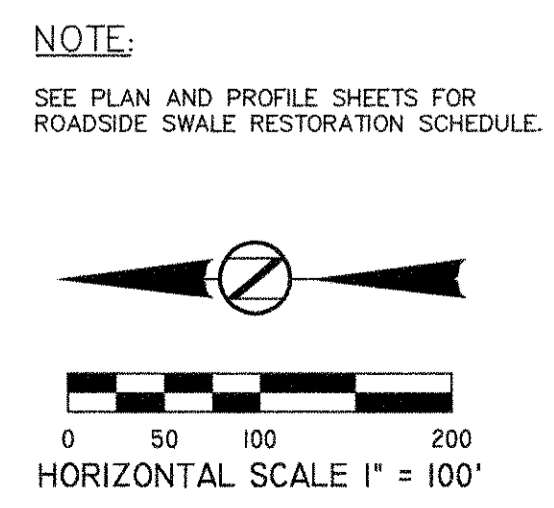 NOTE:
SEE PLAN AND PROFILE SHEETS FOR
ROADSIDE SWALE RESTORATION SCHEDULE.
N
0 50 100 200
HORIZONTAL SCALE 1" = 100'